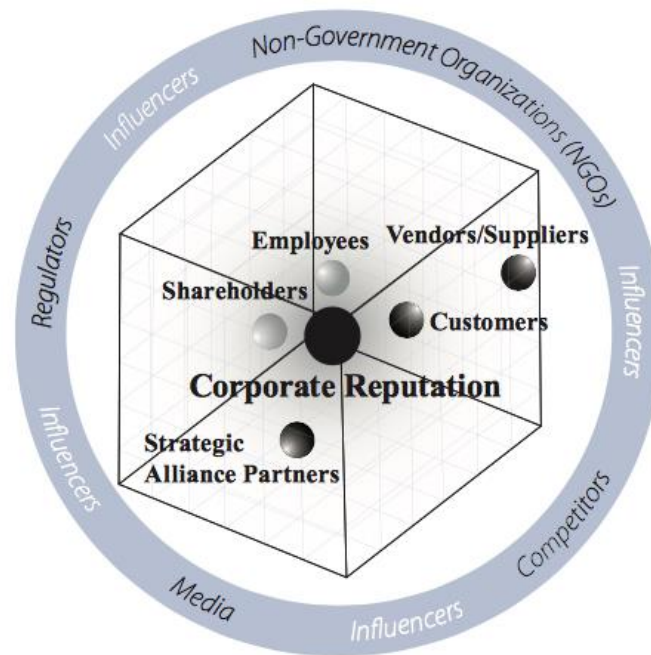 Non-Government Organizations (NGOs)
Influencers
Regulators
Influencers
Employees
Vendors/Suppliers
Shareholders
Customers
Corporate Reputation
Strategic
Alliance Partners
Influencers
Competitors
Media
Influencers